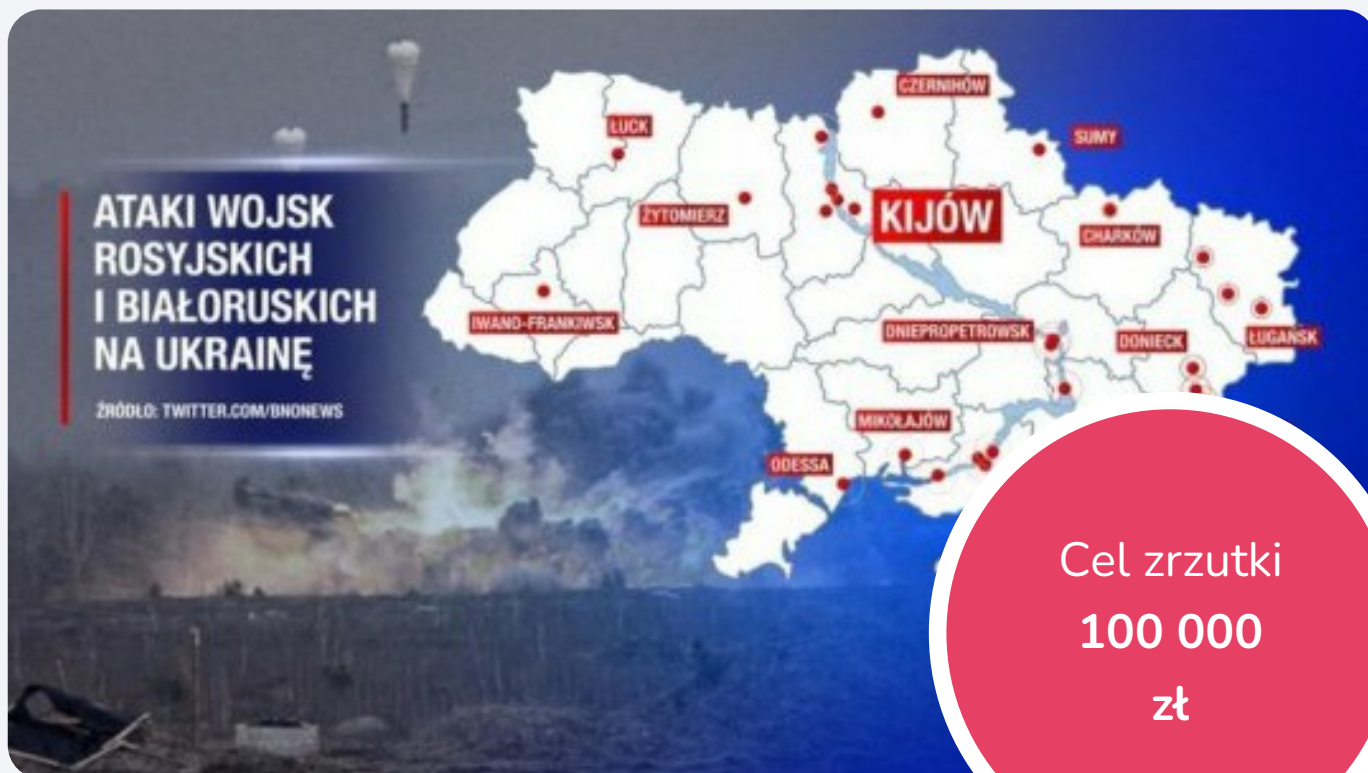 ATAKI WOJSK
ROSYJSKICH
I BIAŁORUSKICH
NA UKRAINĘ
ŹRÓDŁO: TWITTER.COM/BNONEWS
CZERNIHÓW
ŁUCK
SUMY
ŻYTOMIERZ
KIJÓW
CHARKÓW
IWANO-FRANKIWSK
DNIEPROPETROWSK
DONIECK
ŁUGAŃSK
MIKOŁAJÓW
ODESSA
Cel zrzutki
100 000
zł